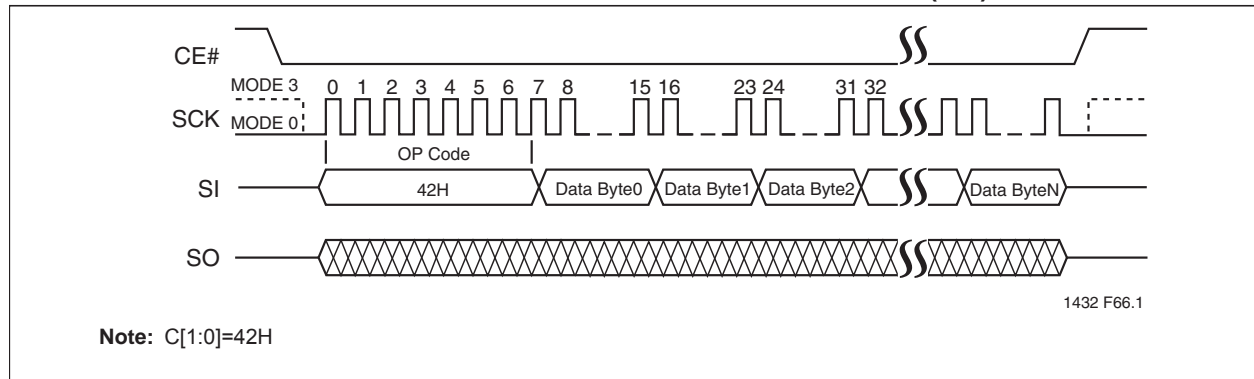 CE#
MODE 3 0 1 2 3 4 5 6 7 8 15 16 23 24 31 32
SCK MODE 0
OP Code
SI 42H Data Byte0 Data Byte1 Data Byte2 Data ByteN
SO
1432 F66.1
Note: C[1:0]=42H